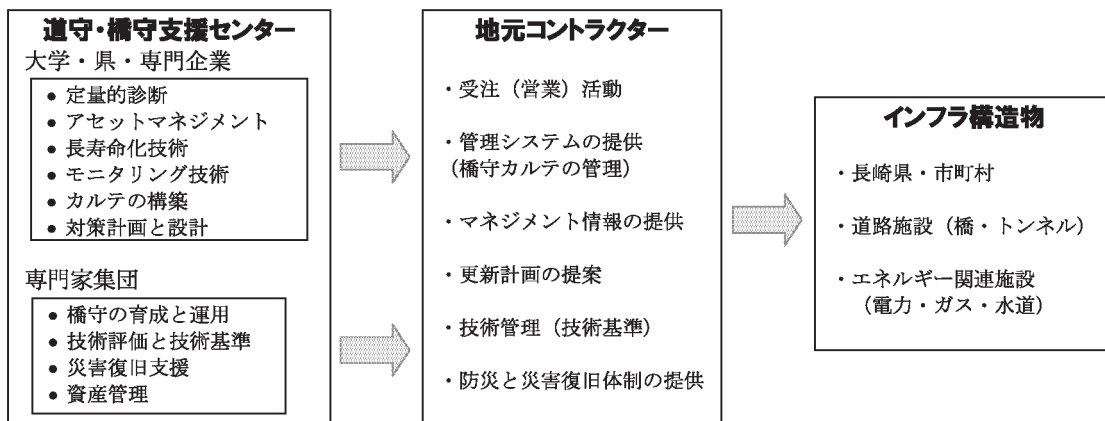 道守・橋守支援センター
大学・県・専門企業
● 定量的診断
● アセットマネジメント
● 長寿命化技術
● モニタリング技術
● カルテの構築
● 対策計画と設計
専門家集団
● 橋守の育成と運用
● 技術評価と技術基準
● 災害復旧支援
● 資産管理
地元コントラクター
・受注（営業）活動
・管理システムの提供
（橋守カルテの管理）
・マネジメント情報の提供
・更新計画の提案
・技術管理（技術基準）
・防災と災害復旧体制の提供
インフラ構造物
・長崎県・市町村
・道路施設（橋・トンネル）
・エネルギー関連施設
（電力・ガス・水道）